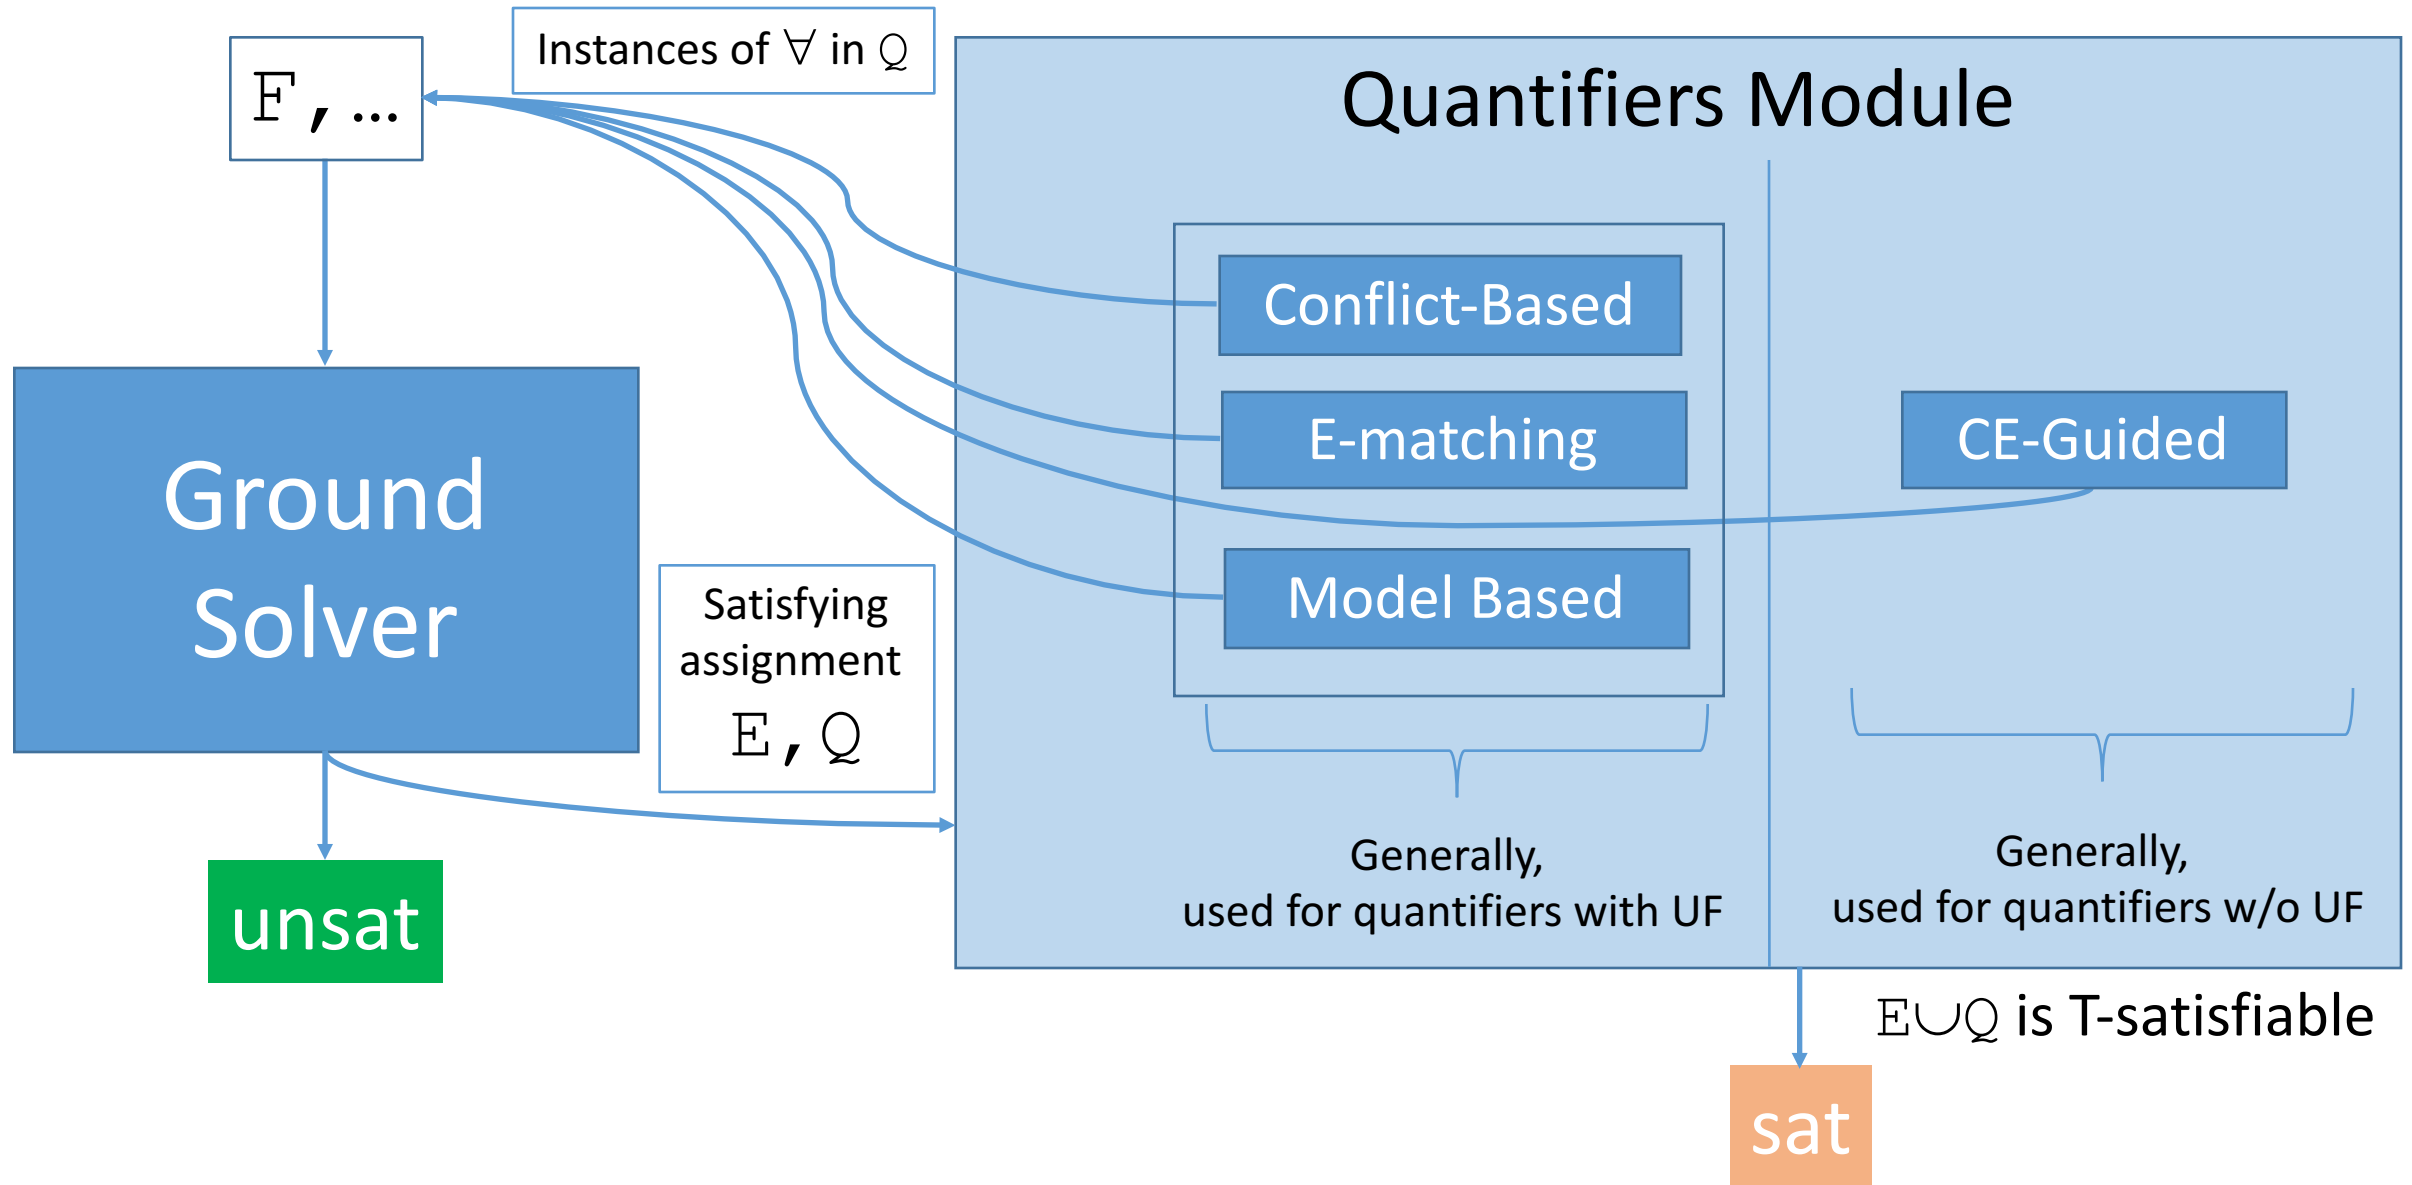 Instances of ∀ in Q
F,…
Quantifiers Module
Conflict-Based
E-matching
CE-Guided
Ground
Solver
Model Based
Satisfying
assignment
E,Q
Generally,
used for quantifiers with UF
Generally,
used for quantifiers w/o UF
unsat
E∪Q is T-satisfiable
sat